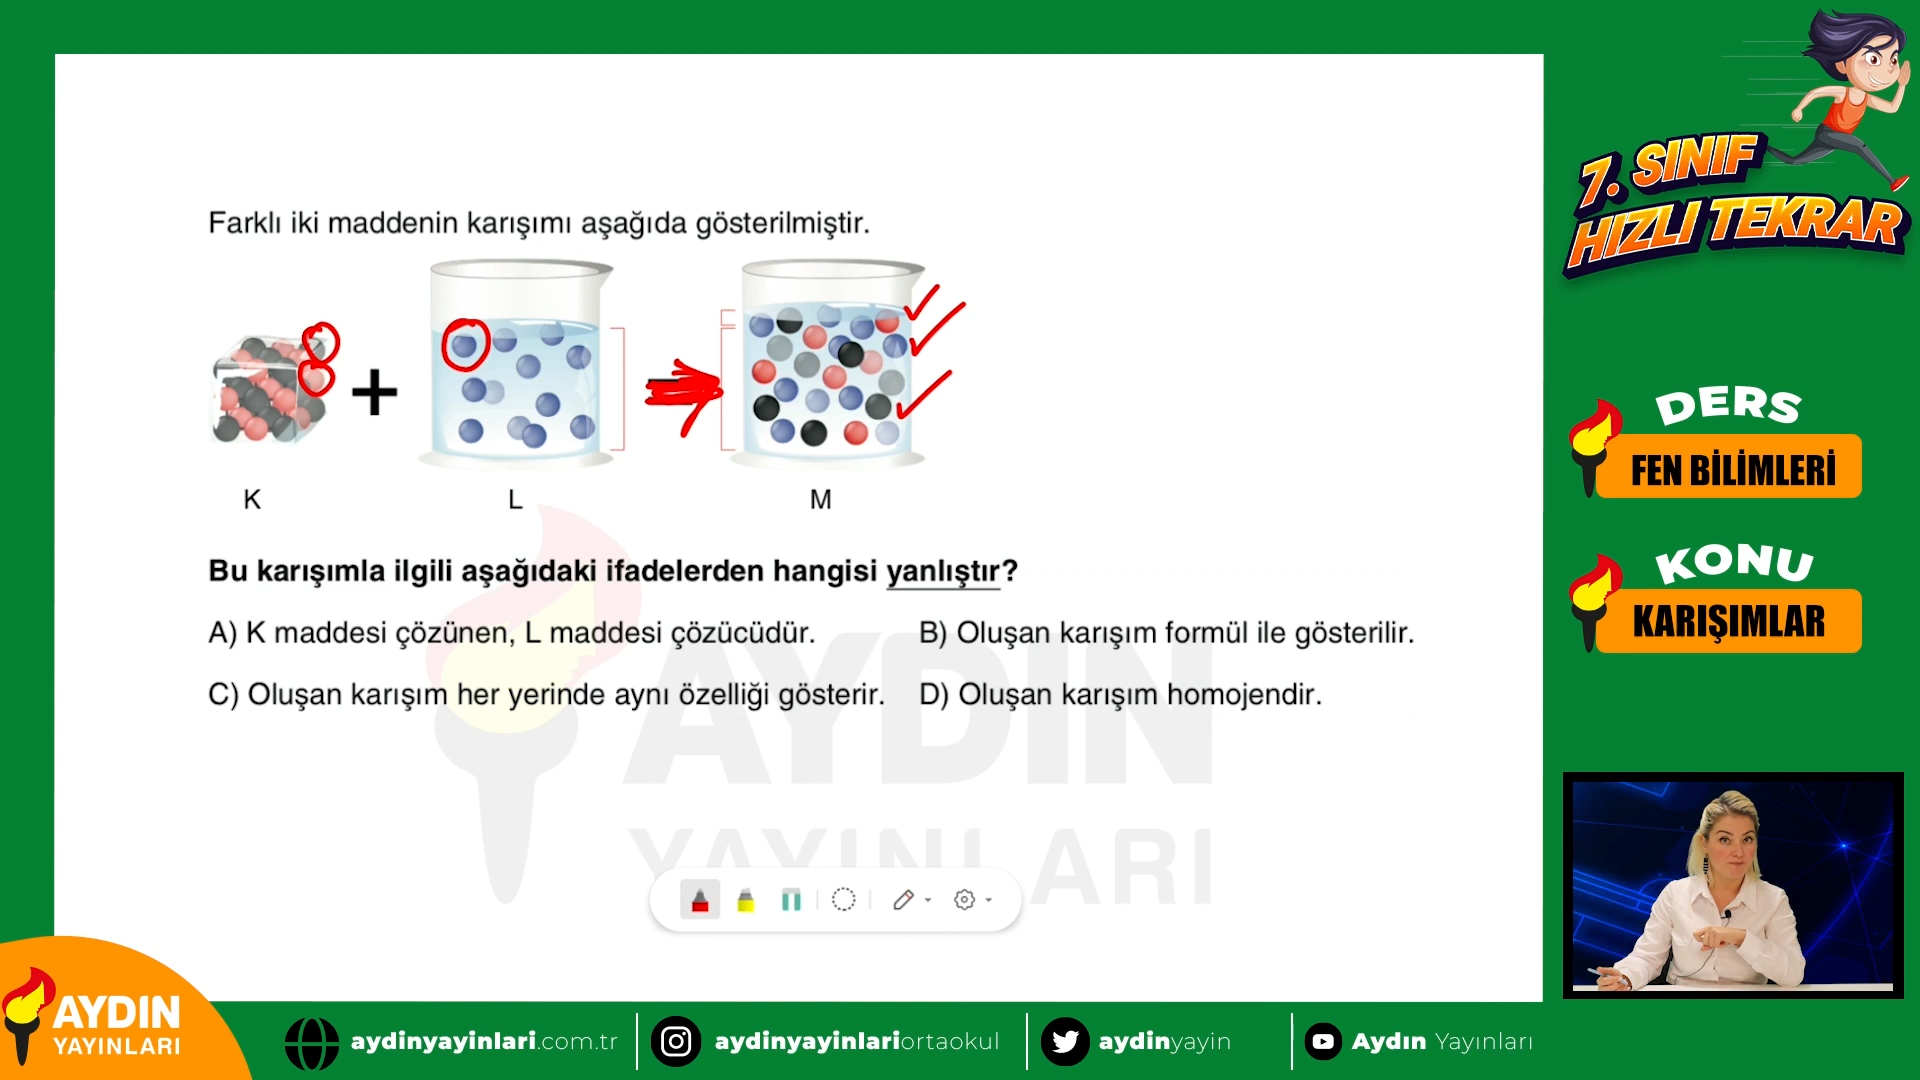 7. SINIF
HIZLI TEKRAR
Farklı iki maddenin karışımı aşağıda gösterilmiştir.
+
K
L
M
Bu karışımla ilgili aşağıdaki ifadelerden hangisi yanlıştır?
A) K maddesi çözünen, L maddesi çözücüdür.
B) Oluşan karışım formül ile gösterilir.
C) Oluşan karışım her yerinde aynı özelliği gösterir.
D) Oluşan karışım homojendir.
AYDIN
YAYINLARI
DERS
FEN BİLİMLERİ
KONU
KARIŞIMLAR
AYDIN
YAYINLARI
aydinyayinlari.com.tr
aydinyayinlariortaokul
aydinyayin
Aydın Yayınları